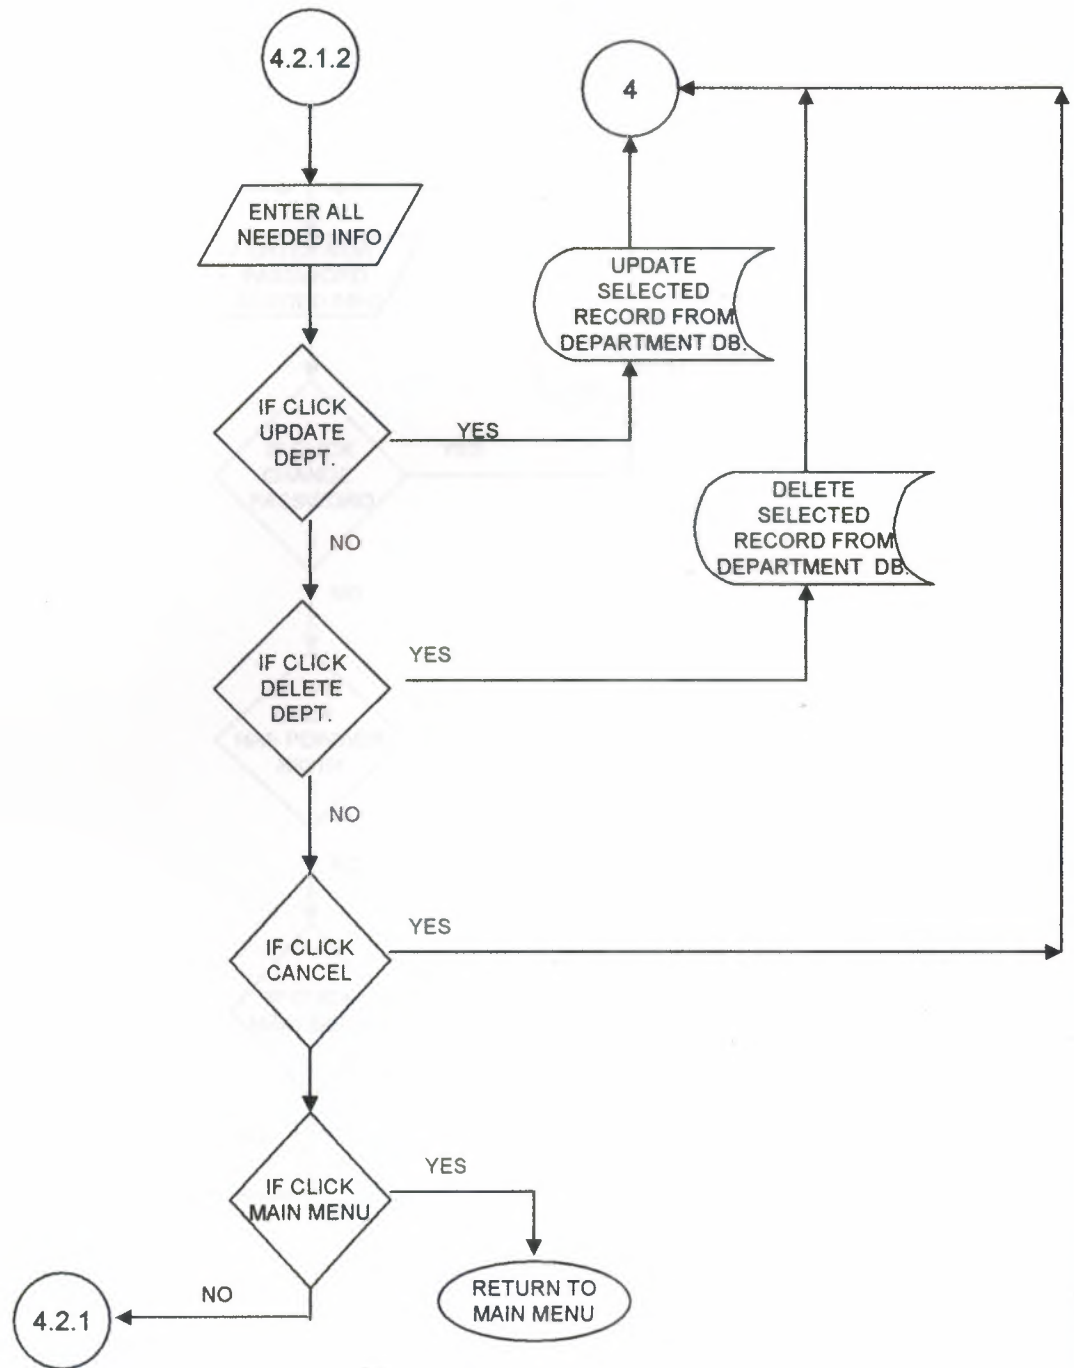 4.2.1.2
4
ENTER ALL
NEEDED INFO
UPDATE
SELECTED
RECORD FROM
DEPARTMENT DB.
IF CLICK
UPDATE
DEPT.
YES
NO
DELETE
SELECTED
RECORD FROM
DEPARTMENT DB.
IF CLICK
DELETE
DEPT.
YES
NO
IF CLICK
CANCEL
YES
IF CLICK
MAIN MENU
YES
NO
RETURN TO
MAIN MENU
4.2.1